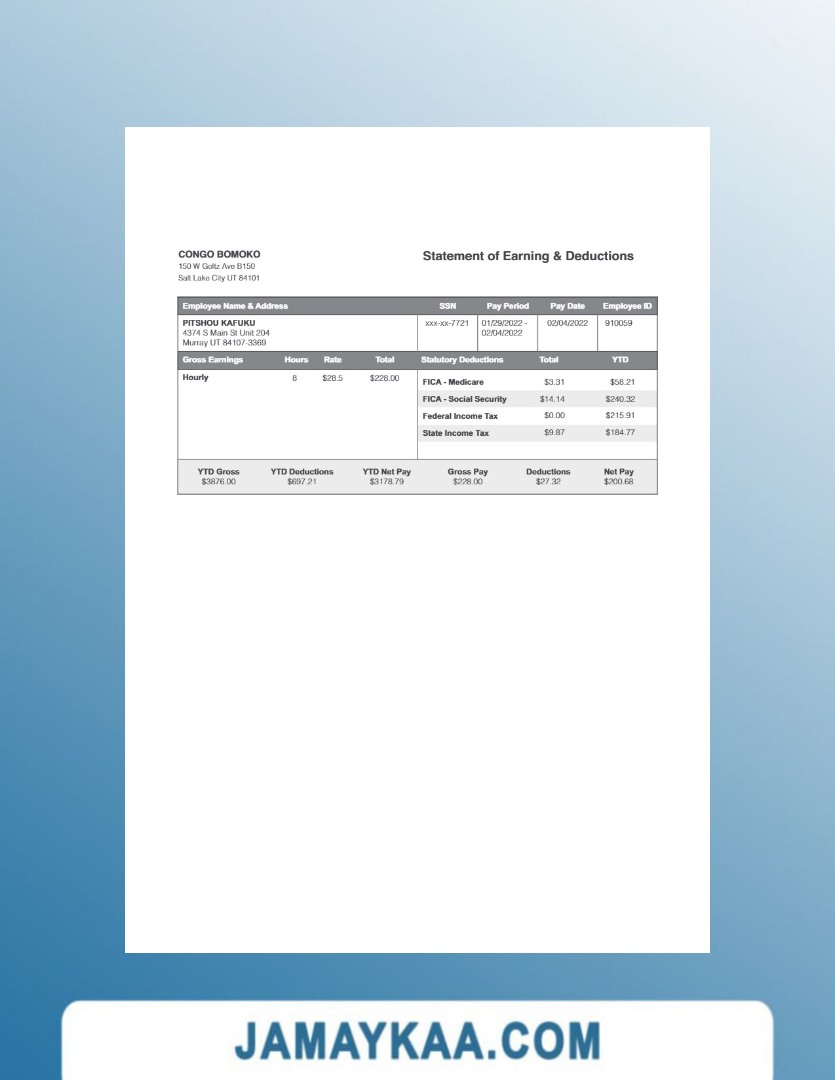 CONGO BOMOKO
150 W Goltz Ave B150
Salt Lake City UT 84101
Statement of Earning & Deductions
Employee Name & Address SSN Pay Period Pay Date Employee ID
PITSHOU KAFUKU xxx-xx-7721 01/29/2022 - 02/04/2022 910059
4374 S Main St Unit 204 02/04/2022
Murray UT 84107-3369
Gross Earnings Hours Rate Total Statutory Deductions Total YTD
Hourly 8 $28.5 $228.00
FICA - Medicare $3.31 $58.21
FICA - Social Security $14.14 $240.32
Federal Income Tax $0.00 $215.91
State Income Tax $9.87 $184.77
YTD Gross YTD Deductions YTD Net Pay Gross Pay Deductions Net Pay
$3876.00 $697.21 $3178.79 $228.00 $27.32 $200.68
JAMAYKAA.COM